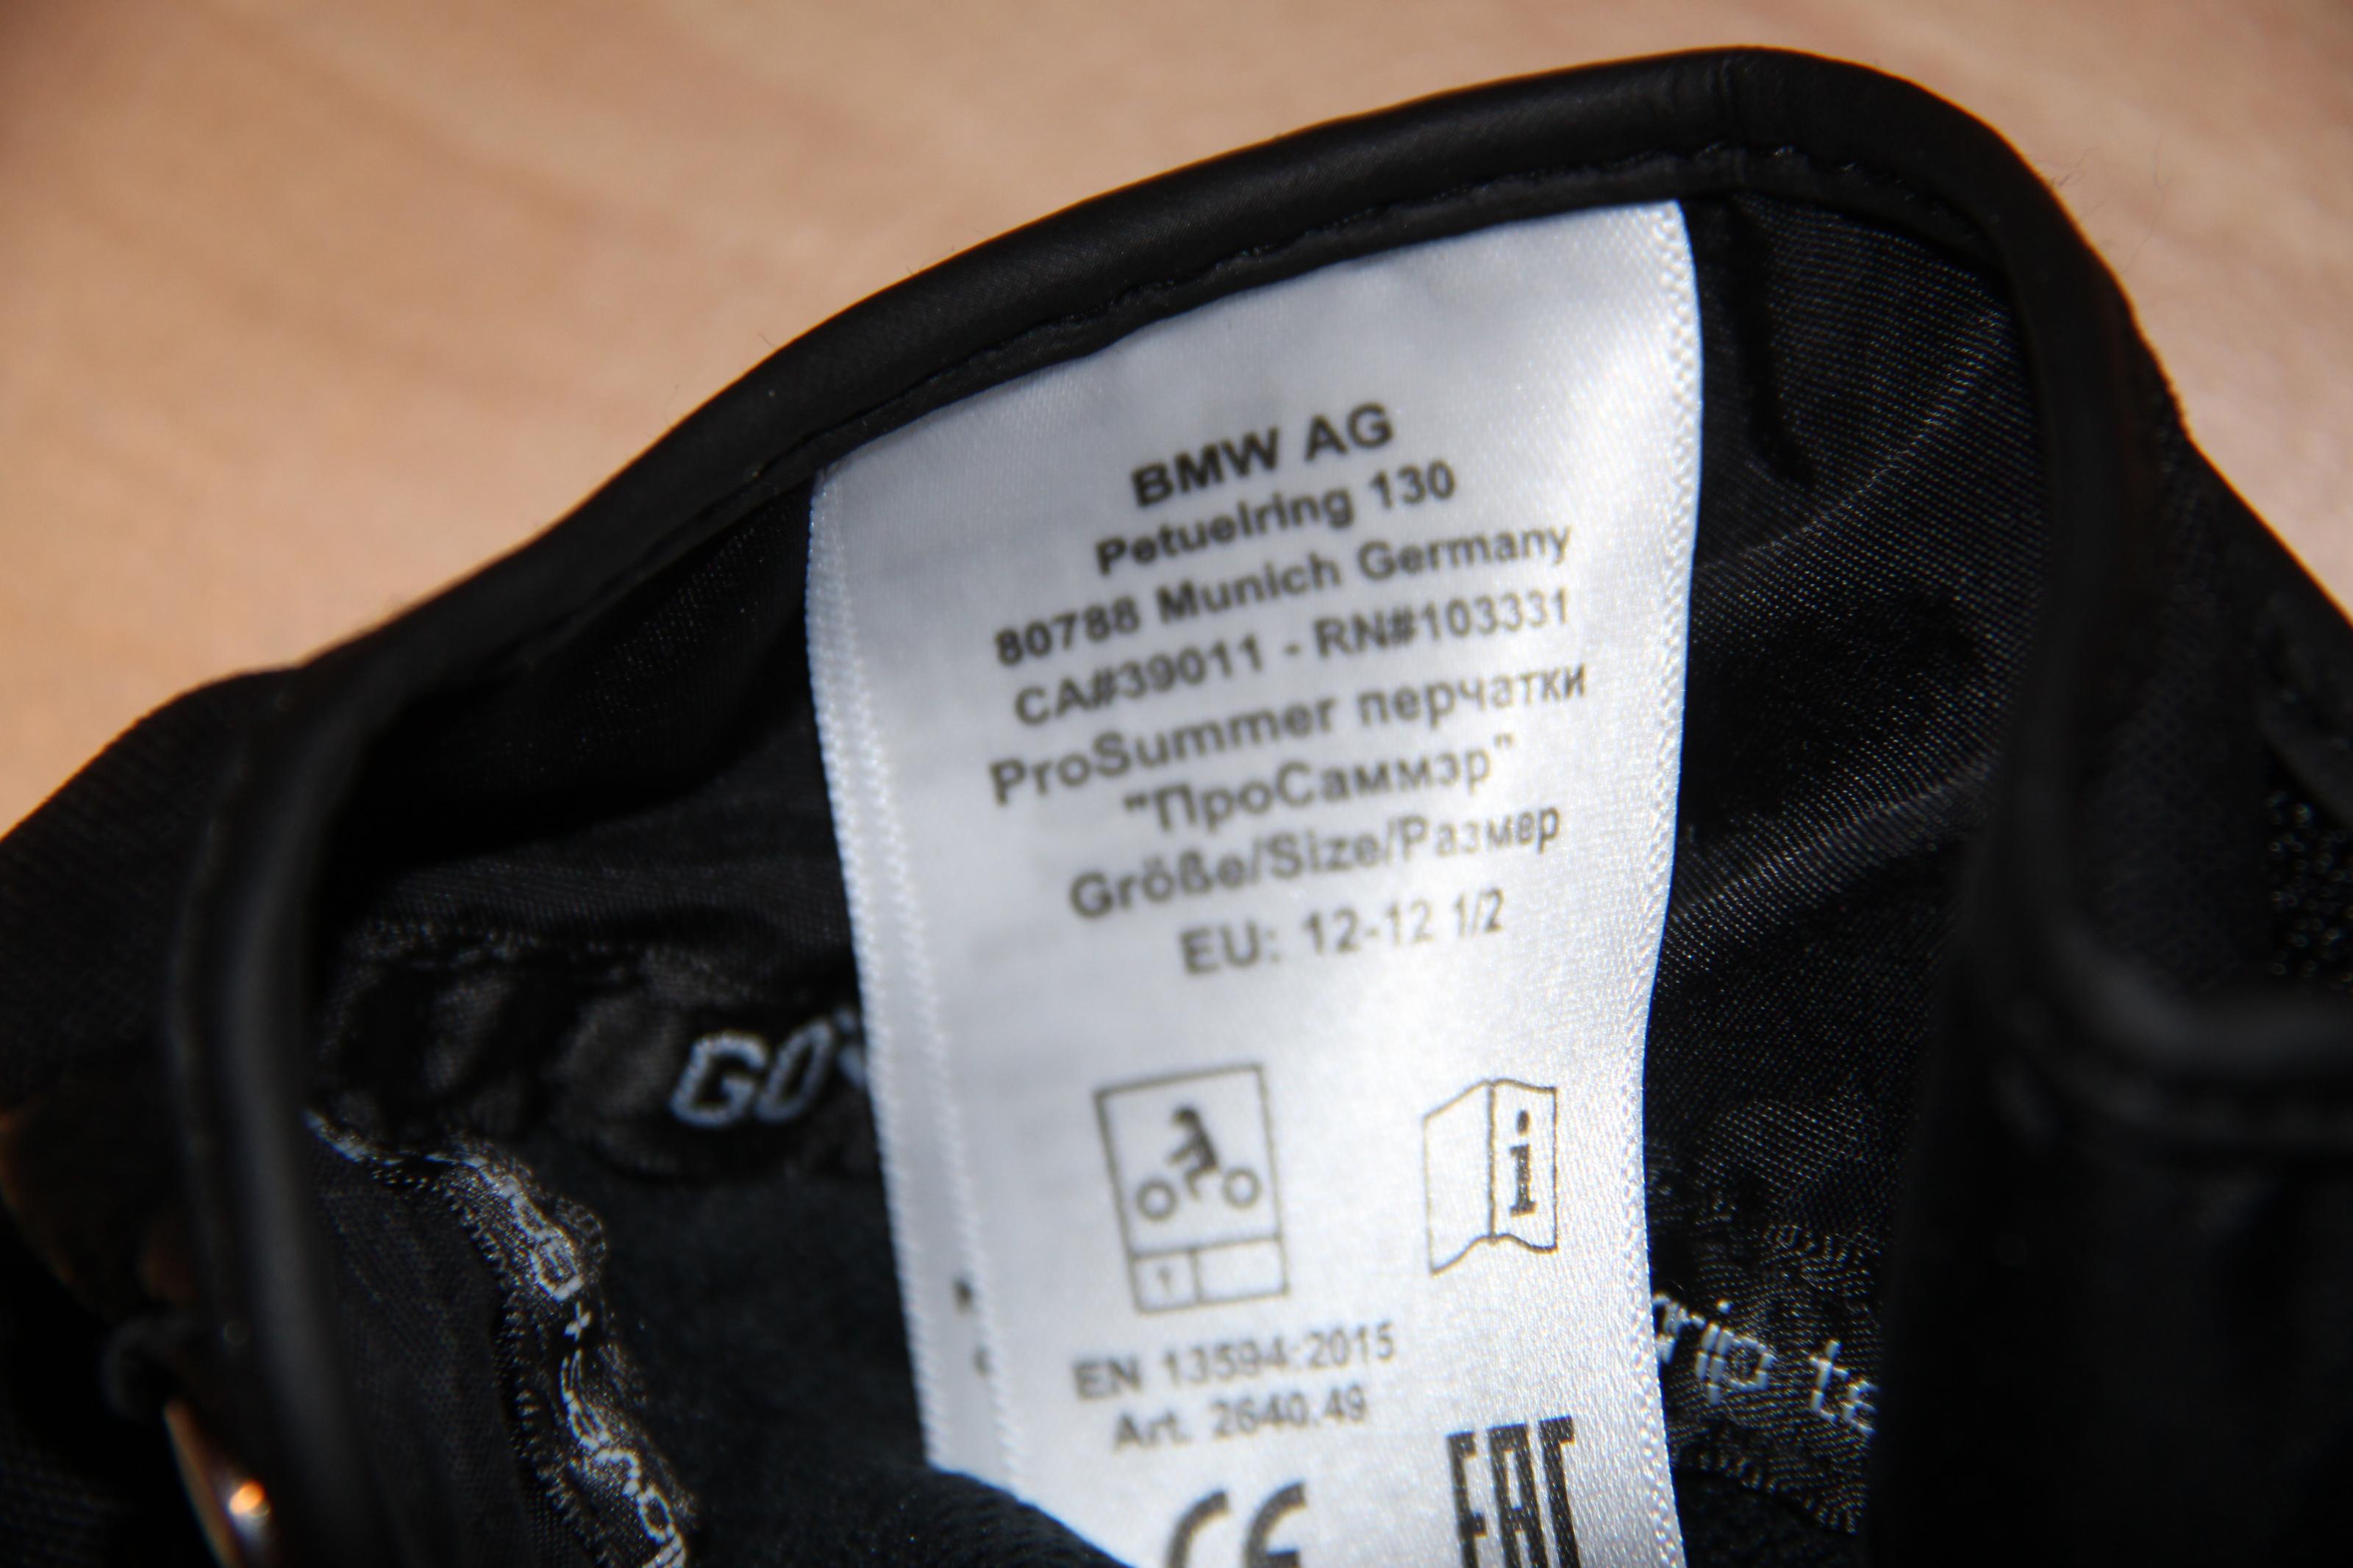 BMW AG
Petuelring 130
80788 Munich Germany
CA#39011 - RN#103331
ProSummer перчатки
"ПроСаммэр"
Größe/Size/Размер
EU: 12-12 1/2
i
1
EN 13594:2015
Art. 2640.49
CE
EAC